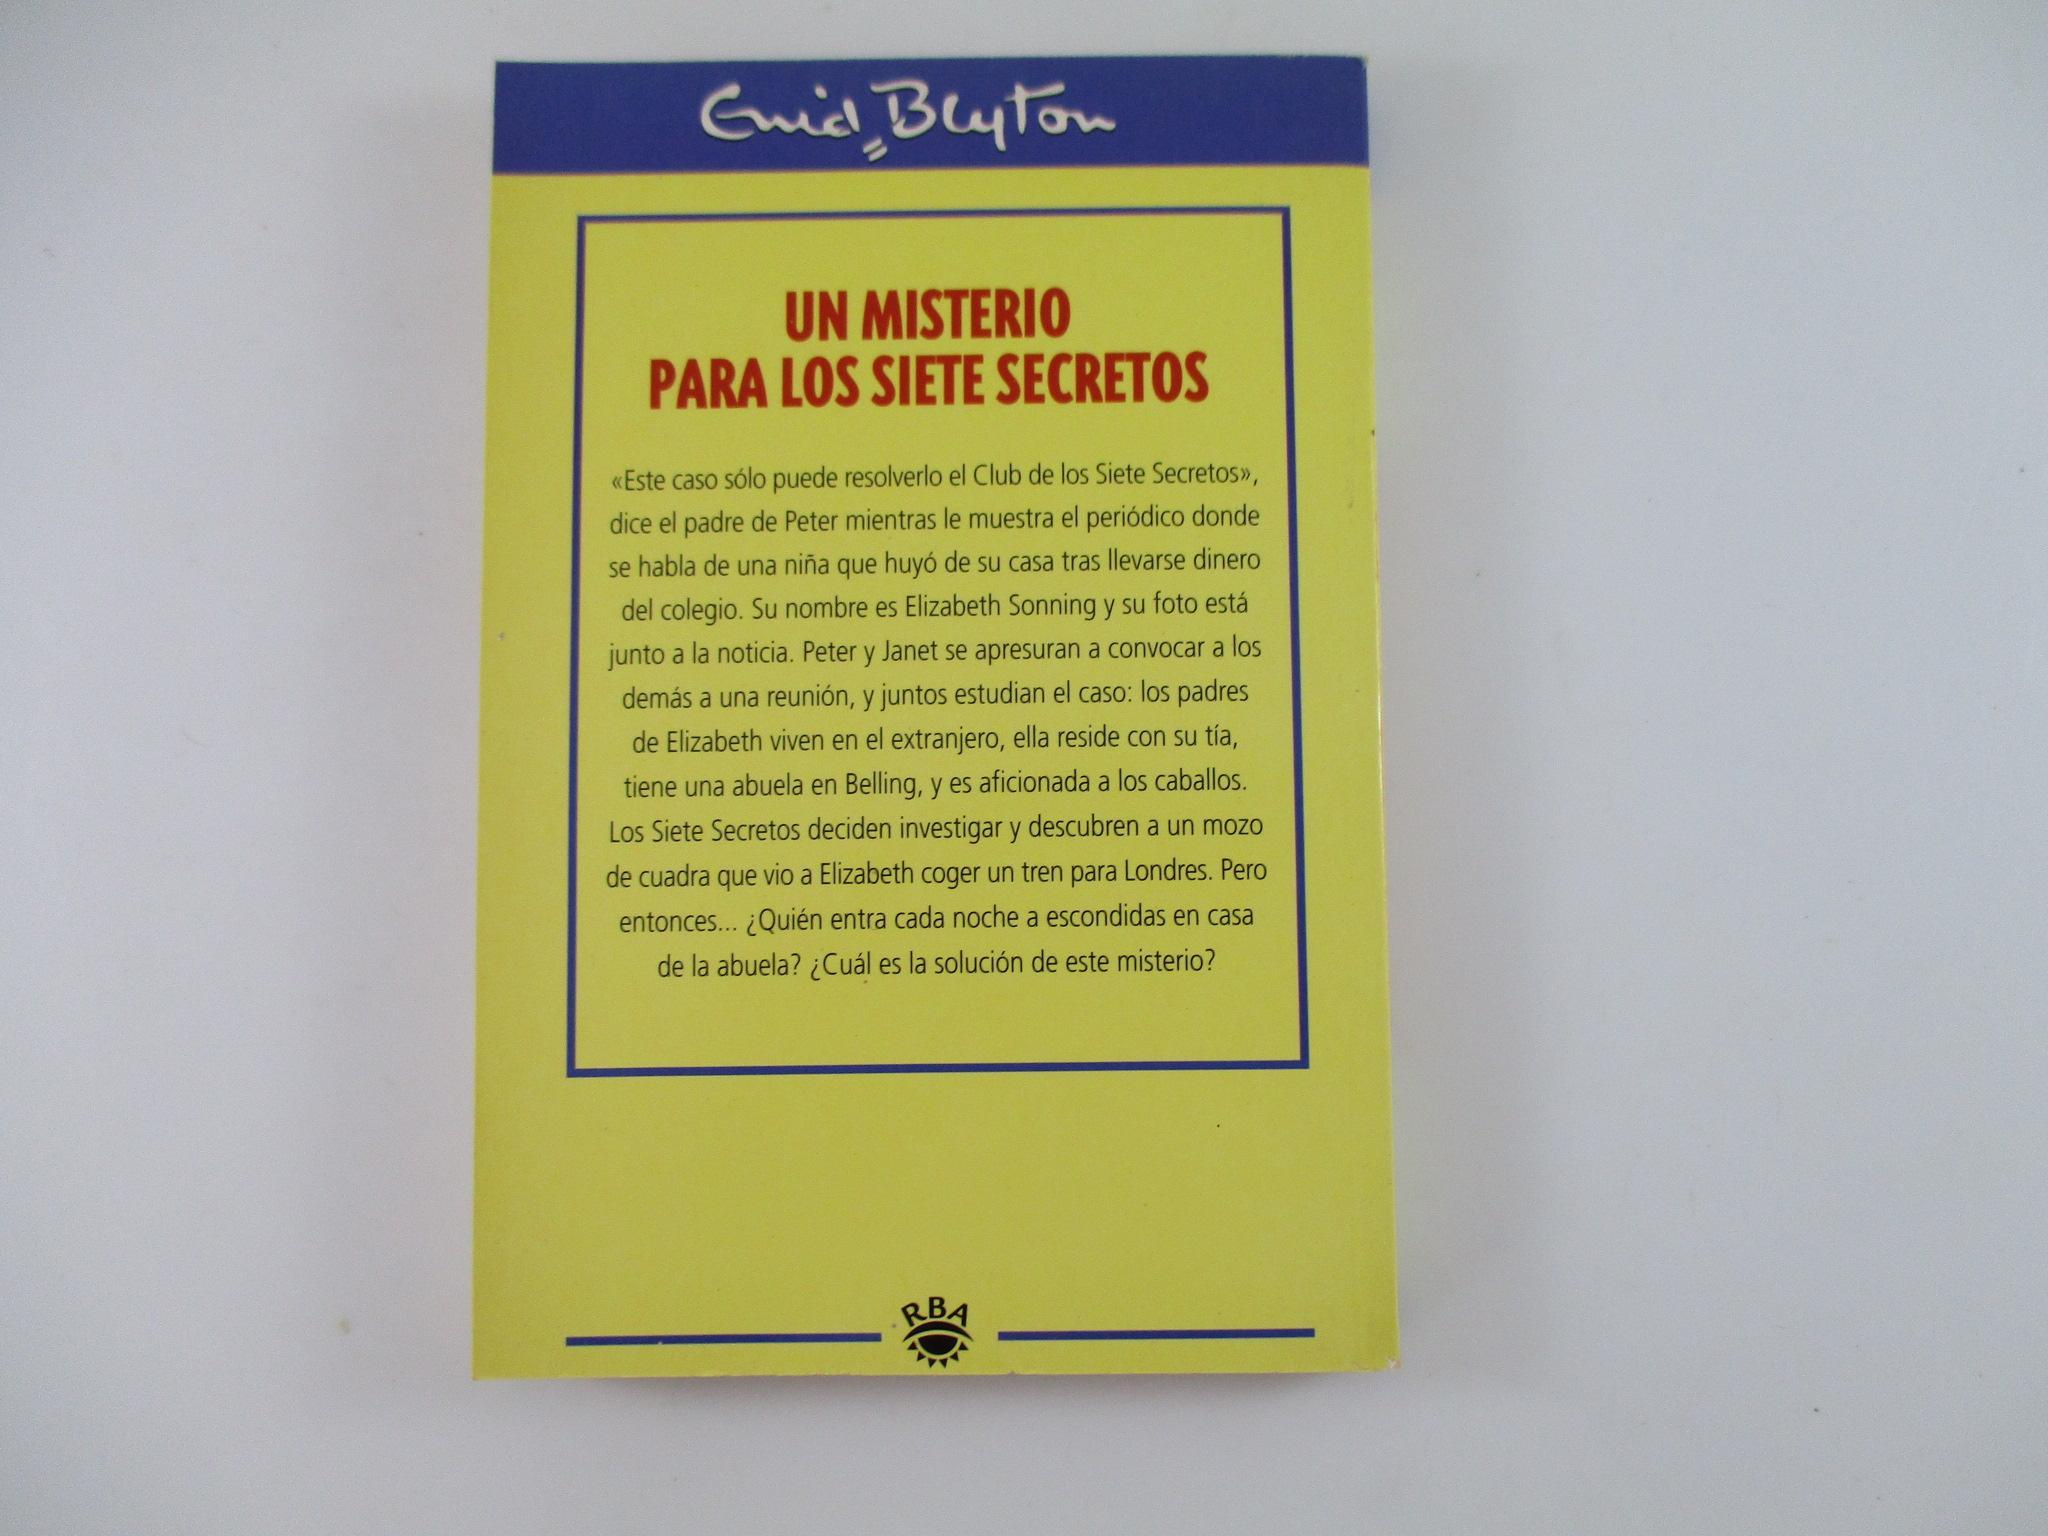 Enid Blyton
UN MISTERIO
PARA LOS SIETE SECRETOS
«Este caso sólo puede resolverlo el Club de los Siete Secretos»,
dice el padre de Peter mientras le muestra el periódico donde
se habla de una niña que huyó de su casa tras llevarse dinero
del colegio. Su nombre es Elizabeth Sonning y su foto está
junto a la noticia. Peter y Janet se apresuran a convocar a los
demás a una reunión, y juntos estudian el caso: los padres
de Elizabeth viven en el extranjero, ella reside con su tía,
tiene una abuela en Belling, y es aficionada a los caballos.
Los Siete Secretos deciden investigar y descubren a un mozo
de cuadra que vio a Elizabeth coger un tren para Londres. Pero
entonces... ¿Quién entra cada noche a escondidas en casa
de la abuela? ¿Cuál es la solución de este misterio?
RBA